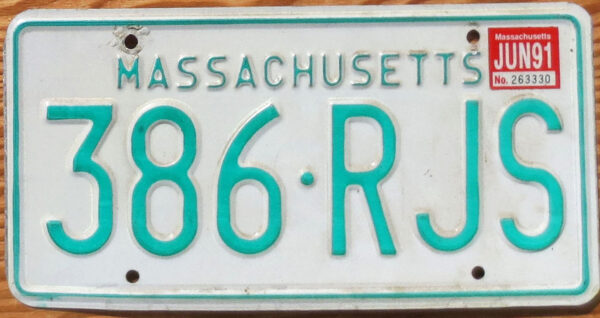 MASSACHUSETTS
Massachusetts
JUN91
No. 263330
386·RJS